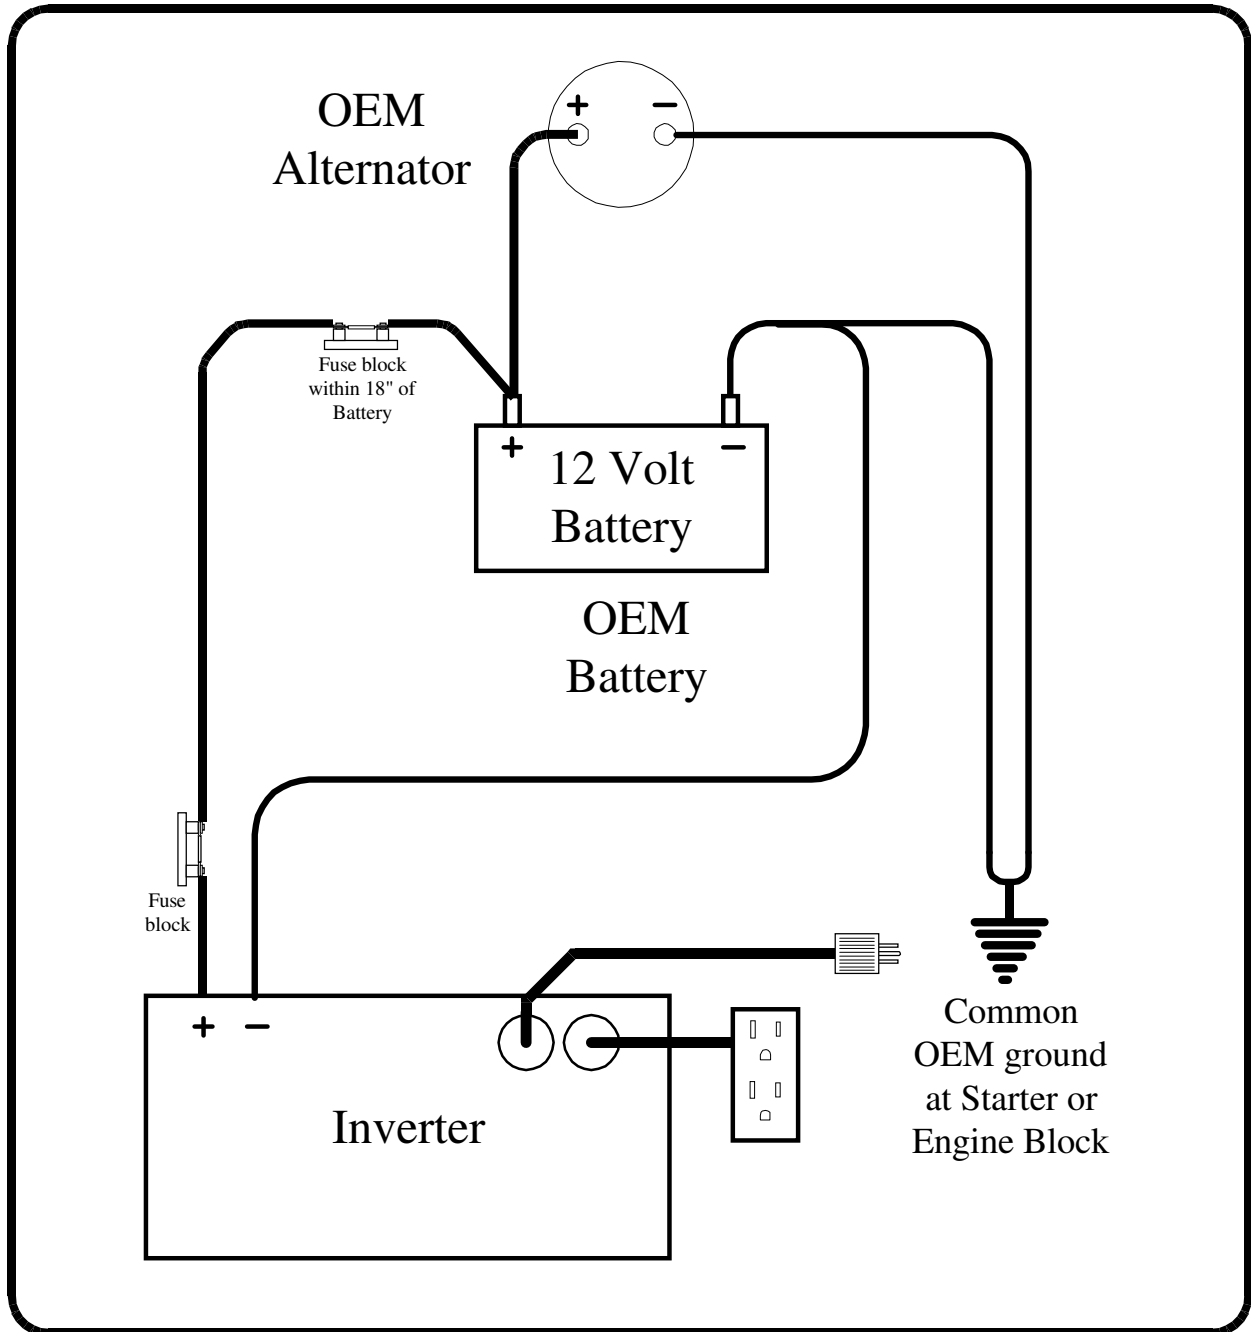 OEM
Alternator
+ −
Fuse block
within 18" of
Battery
+ −
12 Volt
Battery
OEM
Battery
Fuse
block
+ −
Inverter
Common
OEM ground
at Starter or
Engine Block